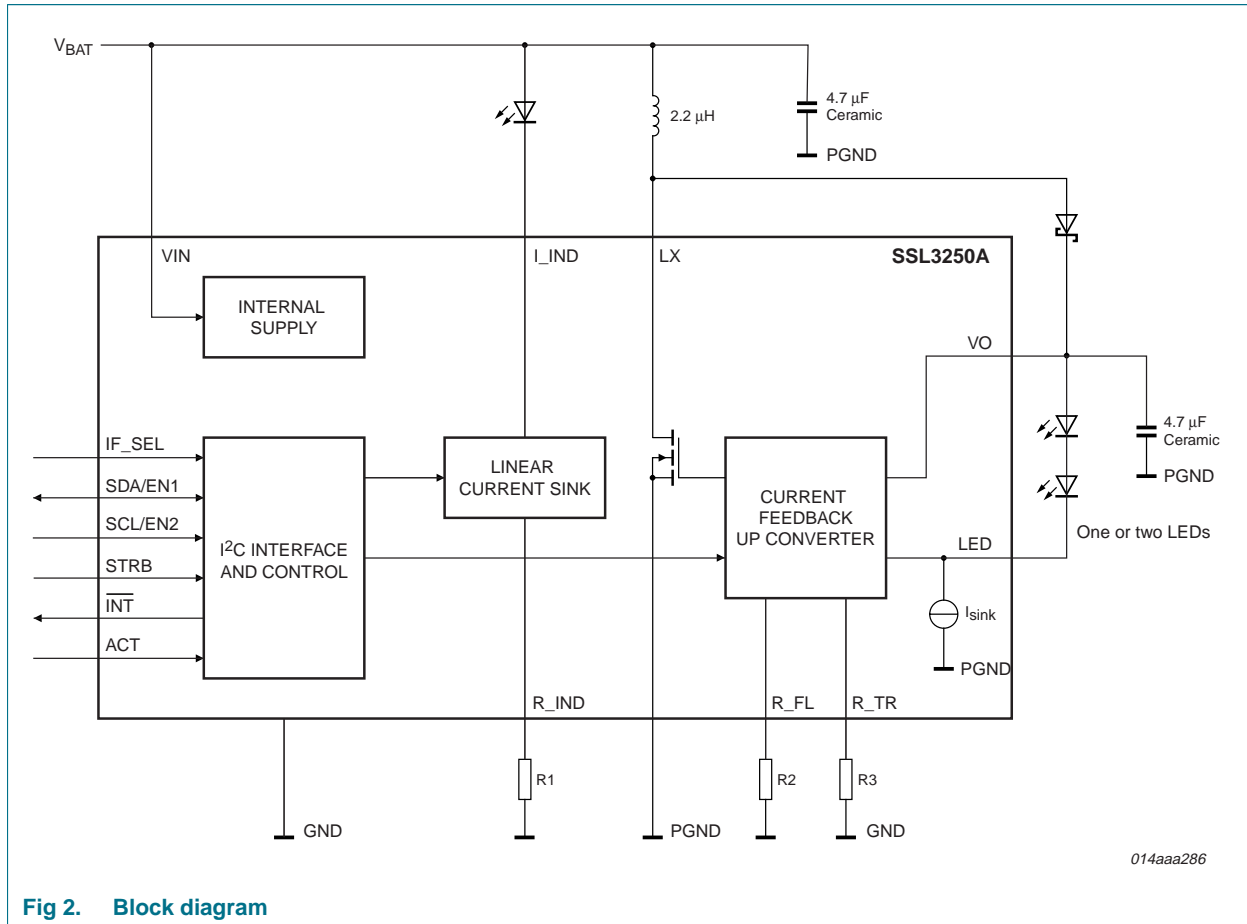 V_BAT
4.7 μF
Ceramic
2.2 μH
PGND
VIN
I_IND
LX
SSL3250A
INTERNAL
SUPPLY
VO
IF_SEL
SDA/EN1
SCL/EN2
STRB
INT
ACT
I²C INTERFACE
AND CONTROL
LINEAR
CURRENT SINK
CURRENT
FEEDBACK
UP CONVERTER
4.7 μF
Ceramic
PGND
LED
One or two LEDs
I_sink
PGND
R_IND
R_FL
R_TR
R1
R2
R3
GND
PGND
GND
014aaa286
Fig 2. Block diagram